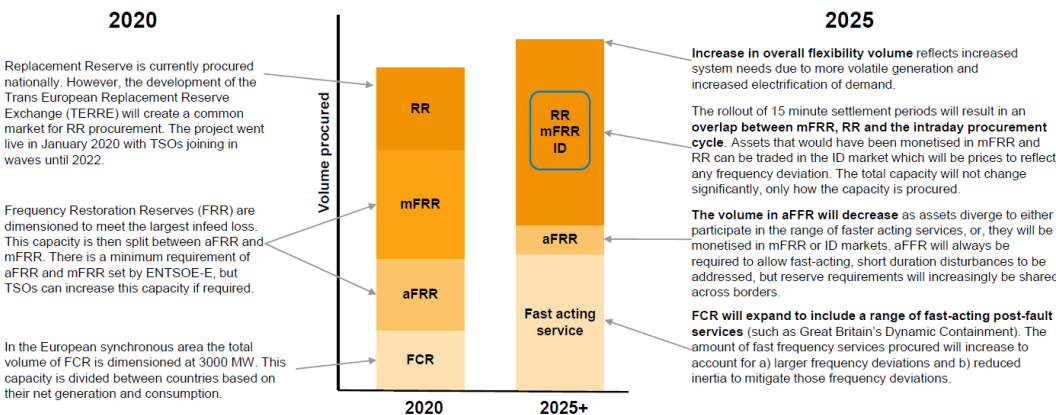 2020
Replacement Reserve is currently procured
nationally. However, the development of the
Trans European Replacement Reserve
Exchange (TERRE) will create a common
market for RR procurement. The project went
live in January 2020 with TSOs joining in
waves until 2022.
Frequency Restoration Reserves (FRR) are
dimensioned to meet the largest infeed loss.
This capacity is then split between aFRR and
mFRR. There is a minimum requirement of
aFRR and mFRR set by ENTSOE-E, but
TSOs can increase this capacity if required.
In the European synchronous area the total
volume of FCR is dimensioned at 3000 MW. This
capacity is divided between countries based on
their net generation and consumption.
Volume procured
RR
mFRR
aFRR
FCR
2020
RR
mFRR
ID
aFRR
Fast acting
service
2025+
2025
Increase in overall flexibility volume reflects increased
system needs due to more volatile generation and
increased electrification of demand.
The rollout of 15 minute settlement periods will result in an
overlap between mFRR, RR and the intraday procurement
cycle. Assets that would have been monetised in mFRR and
RR can be traded in the ID market which will be prices to reflect
any frequency deviation. The total capacity will not change
significantly, only how the capacity is procured.
The volume in aFFR will decrease as assets diverge to either
participate in the range of faster acting services, or, they will be
monetised in mFRR or ID markets. aFFR will always be
required to allow fast-acting, short duration disturbances to be
addressed, but reserve requirements will increasingly be shared
across borders.
FCR will expand to include a range of fast-acting post-fault
services (such as Great Britain's Dynamic Containment). The
amount of fast frequency services procured will increase to
account for a) larger frequency deviations and b) reduced
inertia to mitigate those frequency deviations.